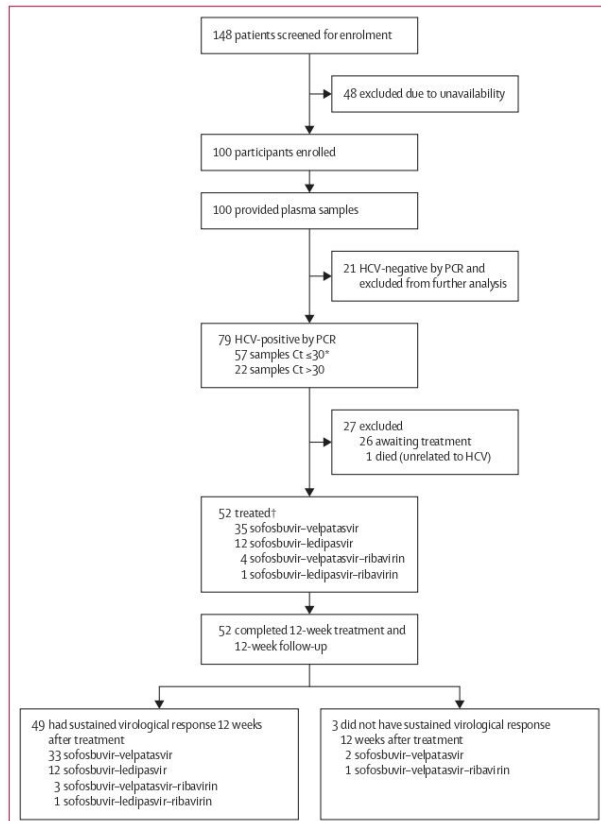 148 patients screened for enrolment
48 excluded due to unavailability
100 participants enrolled
100 provided plasma samples
21 HCV-negative by PCR and
excluded from further analysis
79 HCV-positive by PCR
57 samples Ct ≤30*
22 samples Ct >30
27 excluded
26 awaiting treatment
1 died (unrelated to HCV)
52 treated†
35 sofosbuvir–velpatasvir
12 sofosbuvir–ledipasvir
4 sofosbuvir–velpatasvir–ribavirin
1 sofosbuvir–ledipasvir–ribavirin
52 completed 12-week treatment and
12-week follow-up
49 had sustained virological response 12 weeks
after treatment
33 sofosbuvir–velpatasvir
12 sofosbuvir–ledipasvir
3 sofosbuvir–velpatasvir–ribavirin
1 sofosbuvir–ledipasvir–ribavirin
3 did not have sustained virological response
12 weeks after treatment
2 sofosbuvir–velpatasvir
1 sofosbuvir–velpatasvir–ribavirin